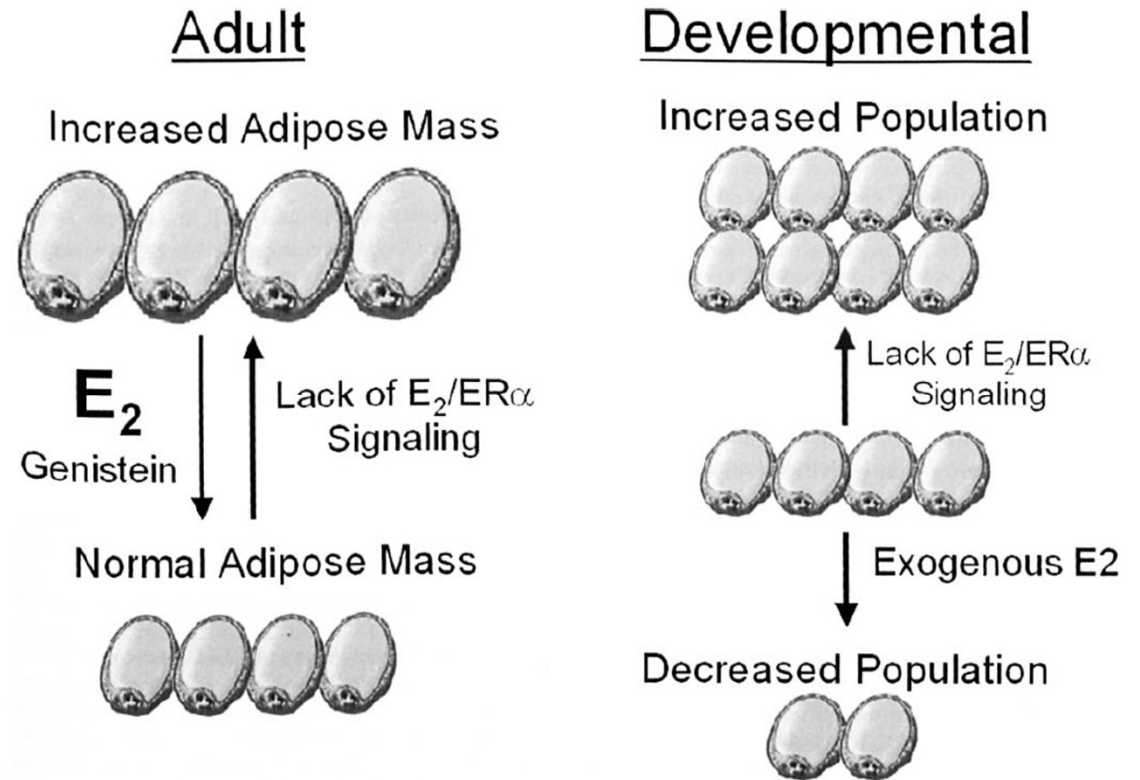 Adult
Increased Adipose Mass
E₂
Genistein
Lack of E₂/ERα
Signaling
Normal Adipose Mass
Developmental
Increased Population
Lack of E₂/ERα
Signaling
Exogenous E2
Decreased Population